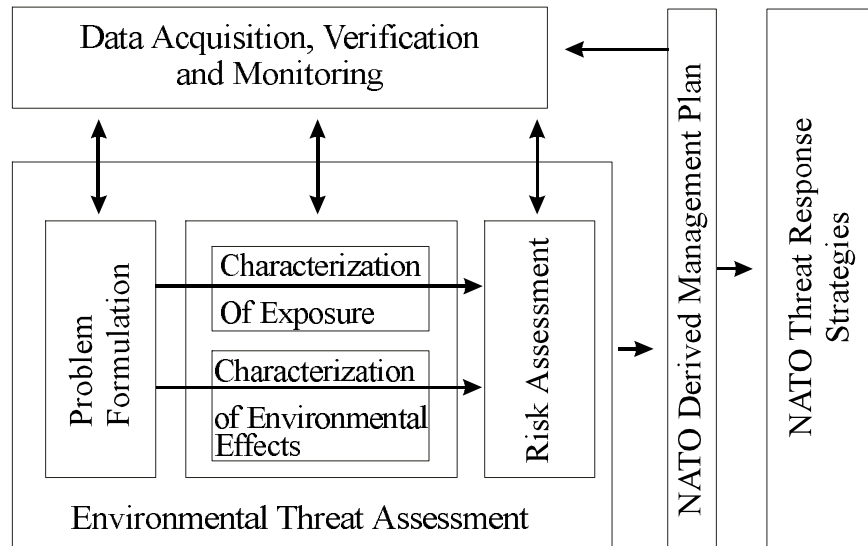 Data Acquisition, Verification
and Monitoring
Problem
Formulation
Characterization
Of Exposure
Characterization
of Environmental
Effects
Risk Assessment
Environmental Threat Assessment
NATO Derived Management Plan
NATO Threat Response
Strategies